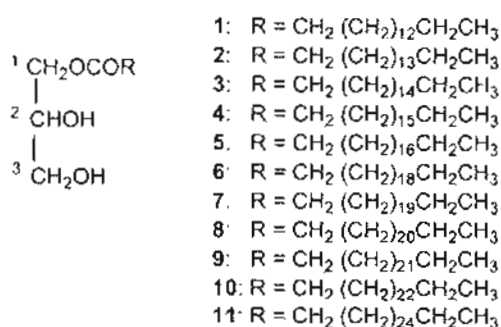 ¹ CH₂OCOR
² CHOH
³ CH₂OH
1: R = CH₂ (CH₂)₁₂CH₂CH₃
2: R = CH₂ (CH₂)₁₃CH₂CH₃
3: R = CH₂ (CH₂)₁₄CH₂CH₃
4: R = CH₂ (CH₂)₁₅CH₂CH₃
5. R = CH₂ (CH₂)₁₆CH₂CH₃
6· R = CH₂ (CH₂)₁₈CH₂CH₃
7. R = CH₂ (CH₂)₁₉CH₂CH₃
8· R = CH₂ (CH₂)₂₀CH₂CH₃
9: R = CH₂ (CH₂)₂₁CH₂CH₃
10: R = CH₂ (CH₂)₂₂CH₂CH₃
11· R = CH₂ (CH₂)₂₄CH₂CH₃